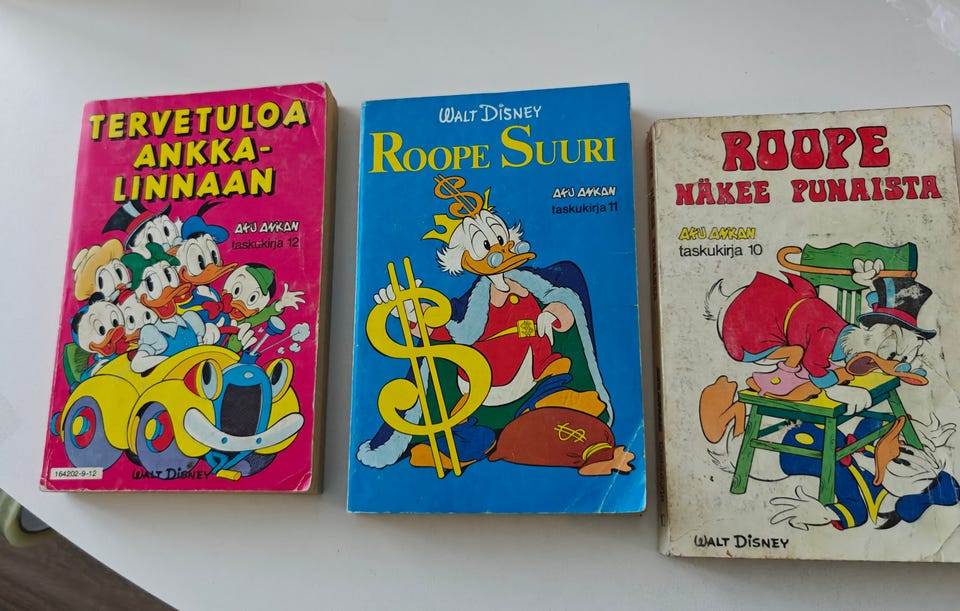 TERVETULOA
ANKKA-
LINNAAN
AKU ANKAN
taskukirja 12
164202-9-12
WALT DISNEY
WALT DISNEY
ROOPE SUURI
AKU ANKAN
taskukirja 11
$
$
$
ROOPE
NÄKEE PUNAISTA
AKU ANKAN
taskukirja 10
WALT DISNEY